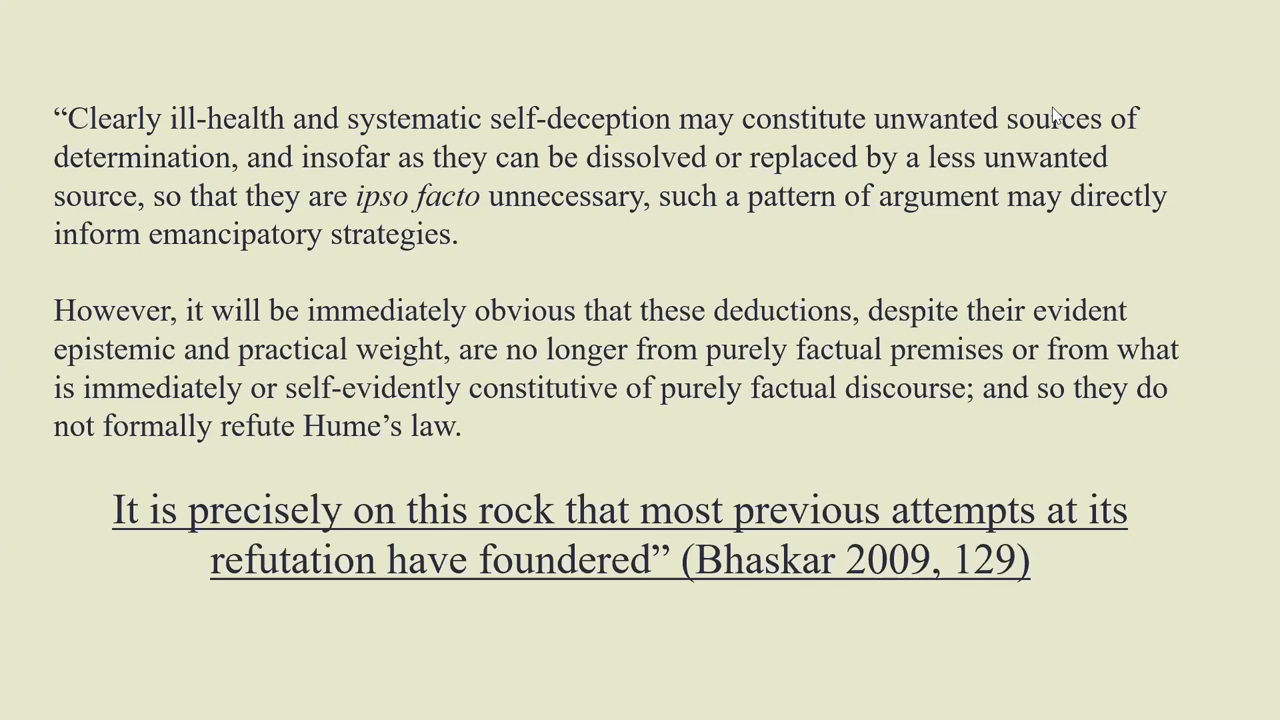 “Clearly ill-health and systematic self-deception may constitute unwanted sources of
determination, and insofar as they can be dissolved or replaced by a less unwanted
source, so that they are ipso facto unnecessary, such a pattern of argument may directly
inform emancipatory strategies.
However, it will be immediately obvious that these deductions, despite their evident
epistemic and practical weight, are no longer from purely factual premises or from what
is immediately or self-evidently constitutive of purely factual discourse; and so they do
not formally refute Hume’s law.
It is precisely on this rock that most previous attempts at its
refutation have foundered” (Bhaskar 2009, 129)